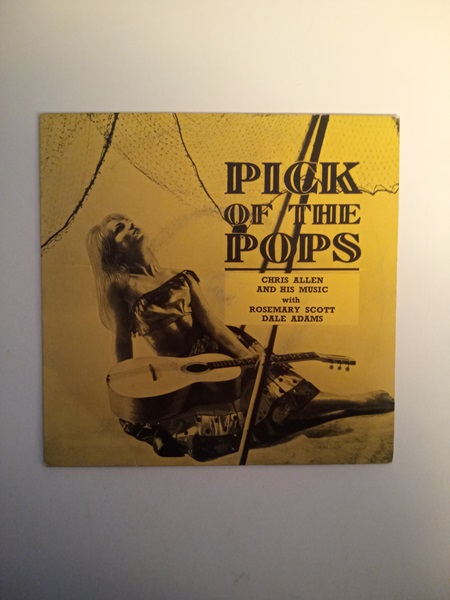 PICK
OF THE
POPS
CHRIS ALLEN
AND HIS MUSIC
with
ROSEMARY SCOTT
DALE ADAMS